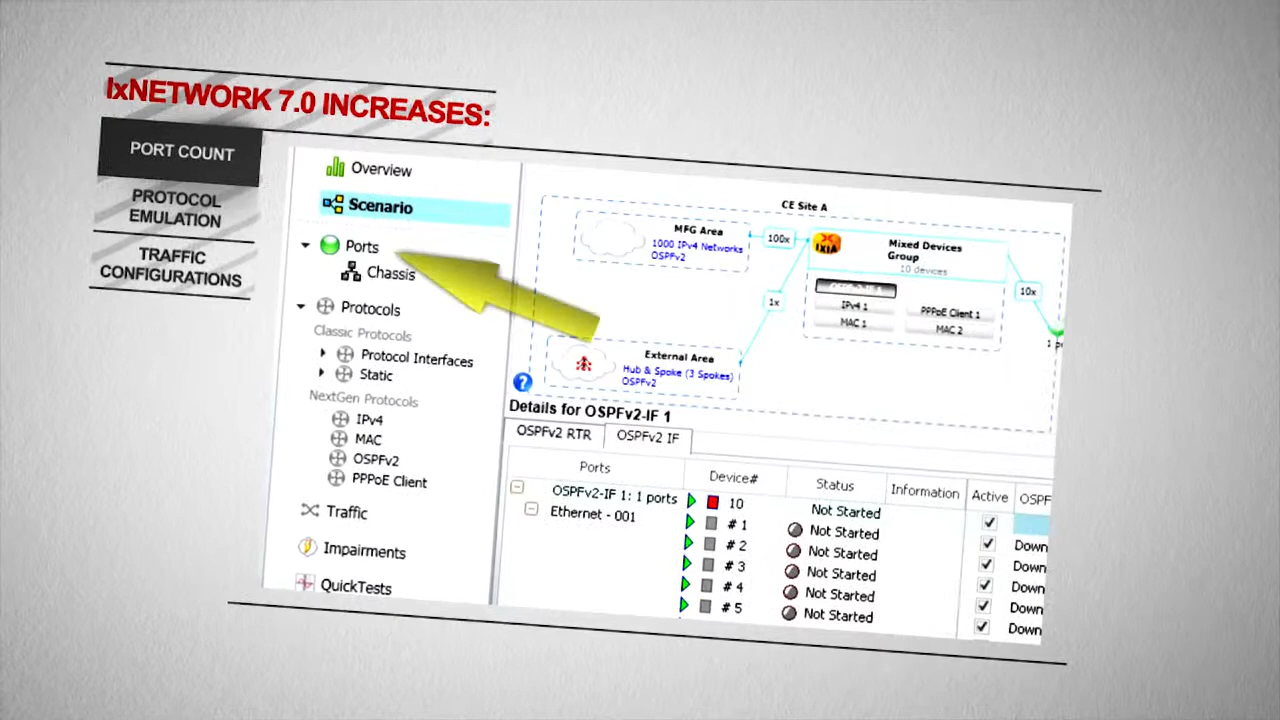 IxNETWORK 7.0 INCREASES:
PORT COUNT
PROTOCOL
EMULATION
TRAFFIC
CONFIGURATIONS
Overview
Scenario
Ports
Chassis
Protocols
Classic Protocols
Protocol Interfaces
Static
NextGen Protocols
IPv4
MAC
OSPFv2
PPPoE Client
Traffic
Impairments
QuickTests
CE Site A
MFG Area
1000 IPv4 Networks
OSPFv2
100x
IXIA
Mixed Devices
Group
10 devices
IPv4 1
MAC 1
PPPoE Client 1
MAC 2
10x
1x
External Area
Hub & Spoke (3 Spokes)
OSPFv2
?
Details for OSPFv2-IF 1
OSPFv2 RTR
OSPFv2 IF
Ports Device# Status Information Active OSPF
OSPFv2-IF 1: 1 ports 10 Not Started
Ethernet - 001 # 1 Not Started Down
# 2 Not Started Down
# 3 Not Started Down
# 4 Not Started Down
# 5 Not Started Down